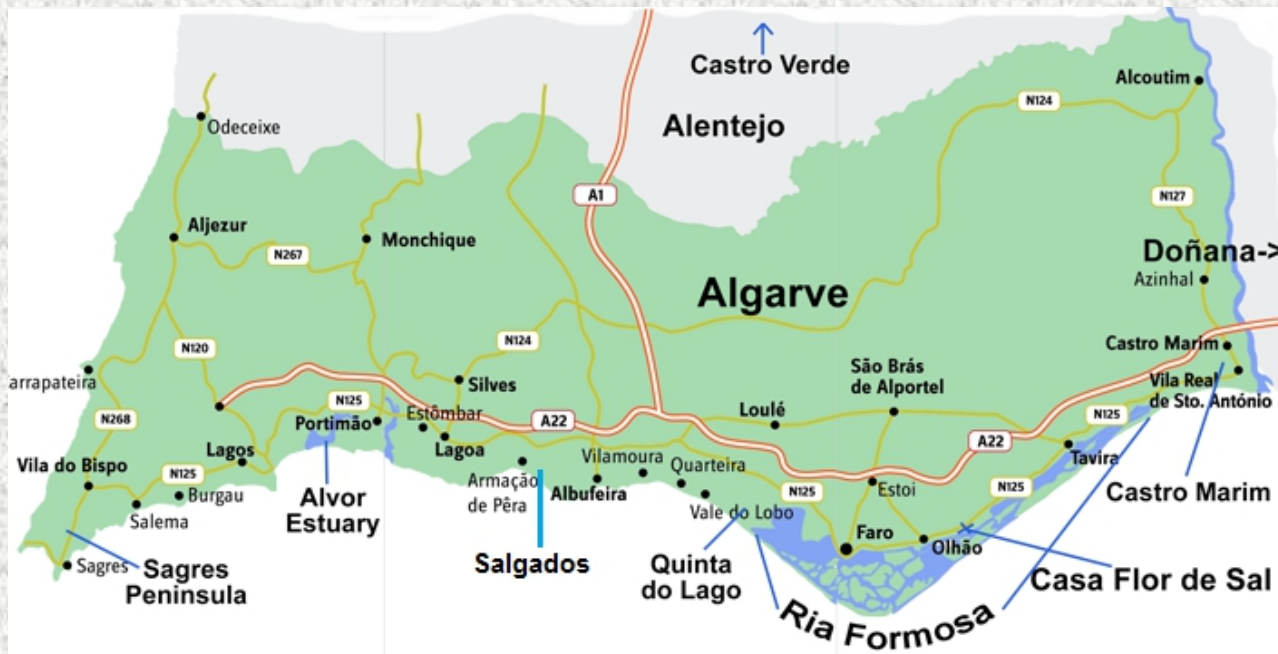 Castro Verde
Alcoutim
N124
Alentejo
Odeceixe
A1
N127
Aljezur
Monchique
N267
Doñana->
Azinhal
Algarve
N124
N120
Castro Marim
São Brás
de Alportel
arrapateira
Silves
Vila Real
de Sto. António
N125
Estômbar
N268
Portimão
A22
Loulé
N125
Lagoa
A22
Lagos
Vilamoura
Tavira
Vila do Bispo
N125
Quarteira
Armação
de Pêra
Albufeira
Burgau
Alvor
Estuary
N125
Estoi
N125
Castro Marim
Salema
Vale do Lobo
Faro
Olhão
Salgados
Quinta
do Lago
Sagres
Sagres
Peninsula
Casa Flor de Sal
Ria Formosa